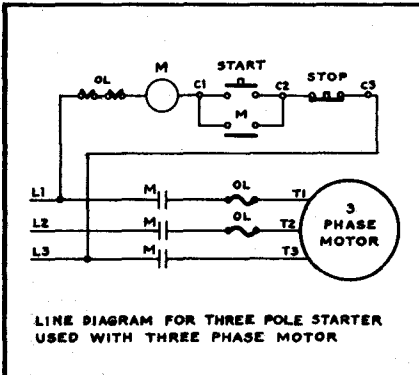 OL
M
C1
START
C2
STOP
C3
M
L1
M
OL
T1
L2
M
OL
T2
L3
M
T3
3
PHASE
MOTOR
LINE DIAGRAM FOR THREE POLE STARTER
USED WITH THREE PHASE MOTOR